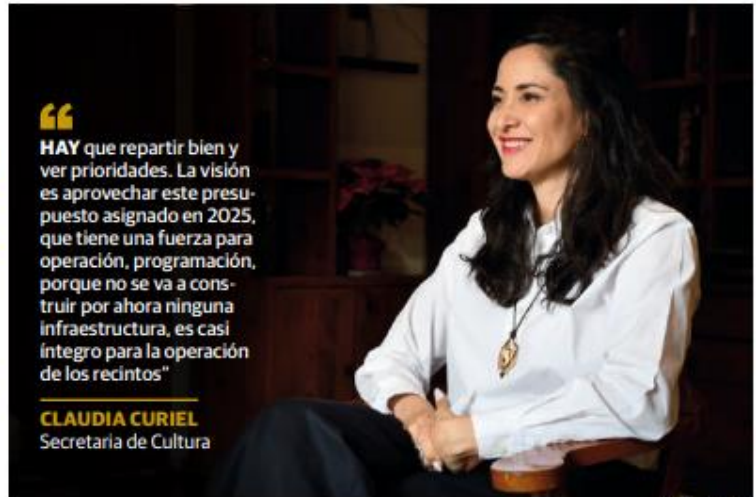 “
HAY que repartir bien y
ver prioridades. La visión
es aprovechar este presu-
puesto asignado en 2025,
que tiene una fuerza para
operación, programación,
porque no se va a cons-
truir por ahora ninguna
infraestructura, es casi
íntegro para la operación
de los recintos”
CLAUDIA CURIEL
Secretaria de Cultura